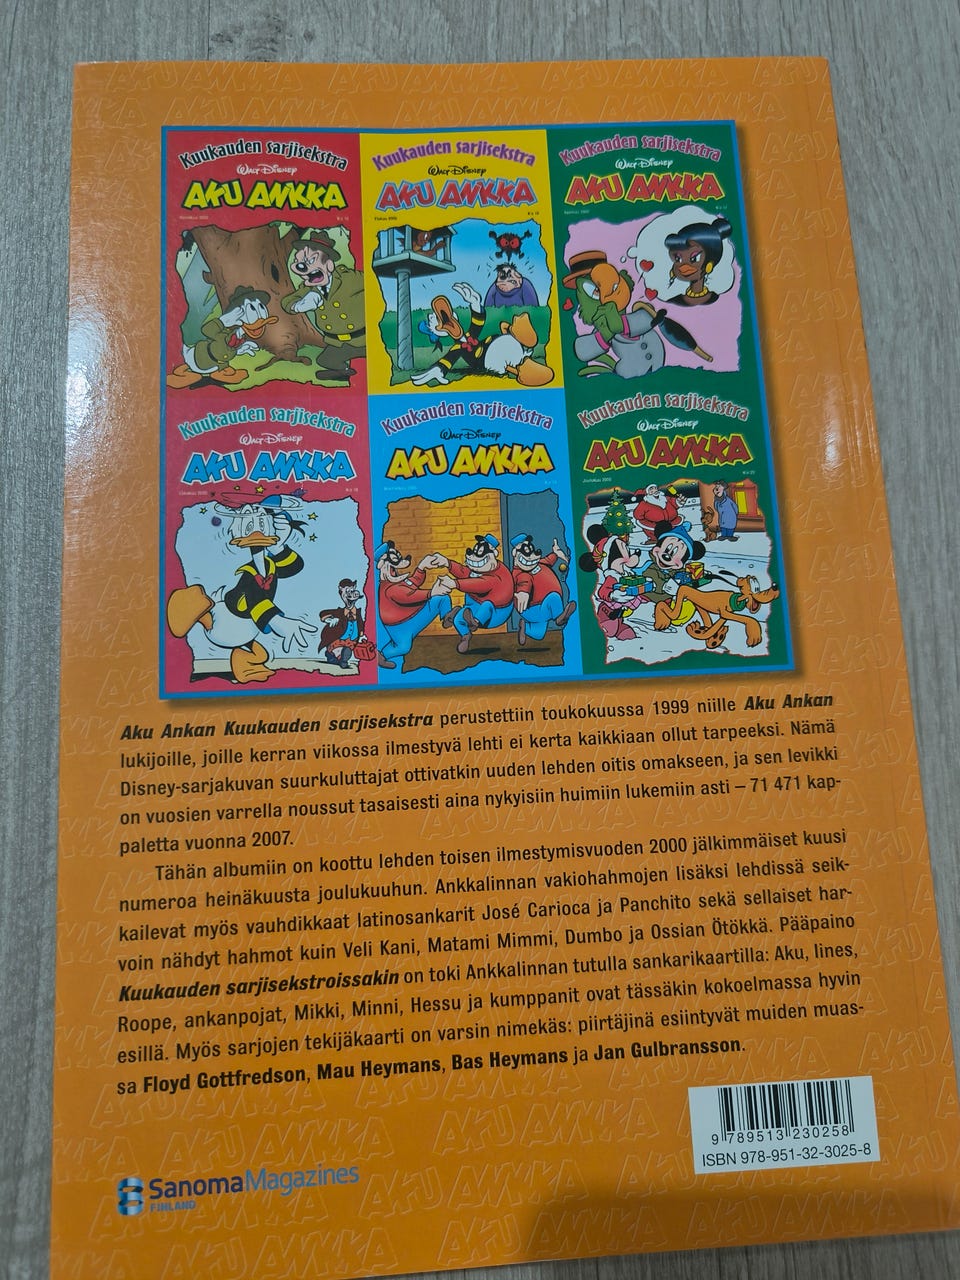 Kuukauden sarjisekstra
WALT DISNEY
AKU ANKKA
Kuukauden sarjisekstra
WALT DISNEY
AKU ANKKA
Kuukauden sarjisekstra
WALT DISNEY
AKU ANKKA
Kuukauden sarjisekstra
WALT DISNEY
AKU ANKKA
Kuukauden sarjisekstra
WALT DISNEY
AKU ANKKA
Kuukauden sarjisekstra
WALT DISNEY
AKU ANKKA
Joulukuu 2000
Aku Ankan Kuukauden sarjisekstra perustettiin toukokuussa 1999 niille Aku Ankan
lukijoille, joille kerran viikossa ilmestyvä lehti ei kerta kaikkiaan ollut tarpeeksi. Nämä
Disney-sarjakuvan suurkuluttajat ottivatkin uuden lehden oitis omakseen, ja sen levikki
on vuosien varrella noussut tasaisesti aina nykyisiin huimiin lukemiin asti – 71 471 kap-
paletta vuonna 2007.
Tähän albumiin on koottu lehden toisen ilmestymisvuoden 2000 jälkimmäiset kuusi
numeroa heinäkuusta joulukuuhun. Ankkalinnan vakiohahmojen lisäksi lehdissä seik-
kailevat myös vauhdikkaat latinosankarit José Carioca ja Panchito sekä sellaiset har-
voin nähdyt hahmot kuin Veli Kani, Matami Mimmi, Dumbo ja Ossian Ötökkä. Pääpaino
Kuukauden sarjisekstroissakin on toki Ankkalinnan tutulla sankarikaartilla: Aku, Iines,
Roope, ankanpojat, Mikki, Minni, Hessu ja kumppanit ovat tässäkin kokoelmassa hyvin
esillä. Myös sarjojen tekijäkaarti on varsin nimekäs: piirtäjinä esiintyvät muiden muas-
sa Floyd Gottfredson, Mau Heymans, Bas Heymans ja Jan Gulbransson.
9 789513 230258
ISBN 978-951-32-3025-8
SanomaMagazines
FINLAND